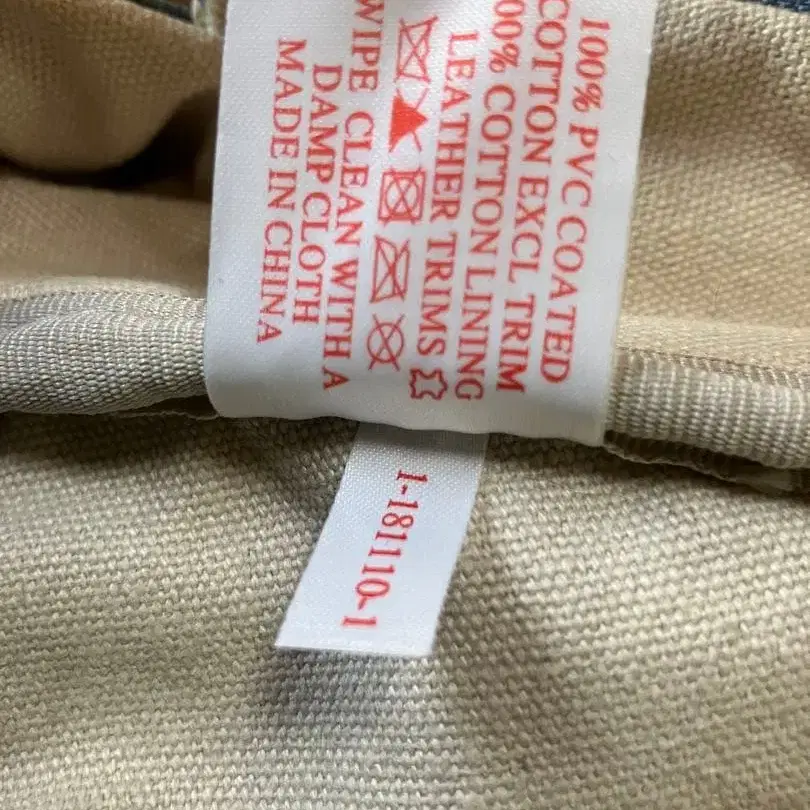 100% PVC COATED
COTTON EXCL TRIM
00% COTTON LINING
LEATHER TRIMS
WIPE CLEAN WITH A
DAMP CLOTH
MADE IN CHINA
1-181110-1